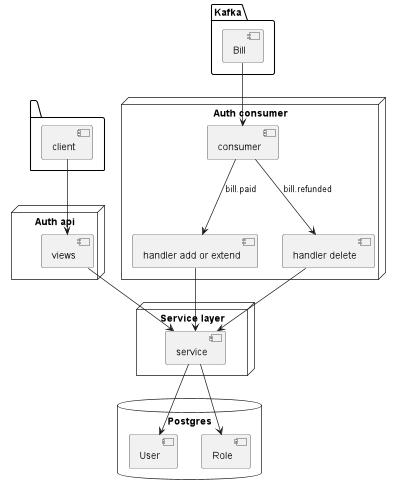 Kafka
Bill
client
Auth consumer
consumer
bill.paid
bill.refunded
Auth api
views
handler add or extend
handler delete
Service layer
service
Postgres
User
Role